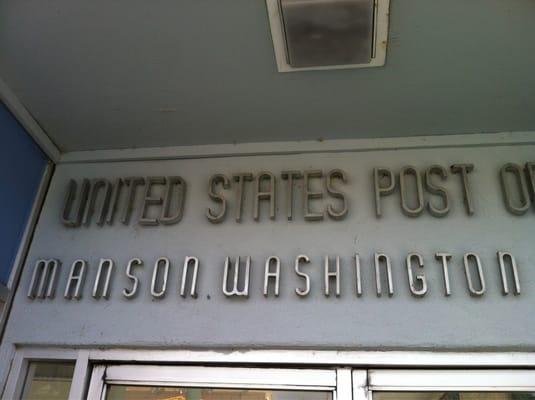 UNITED STATES POST O
MANSON. WASHINGTON